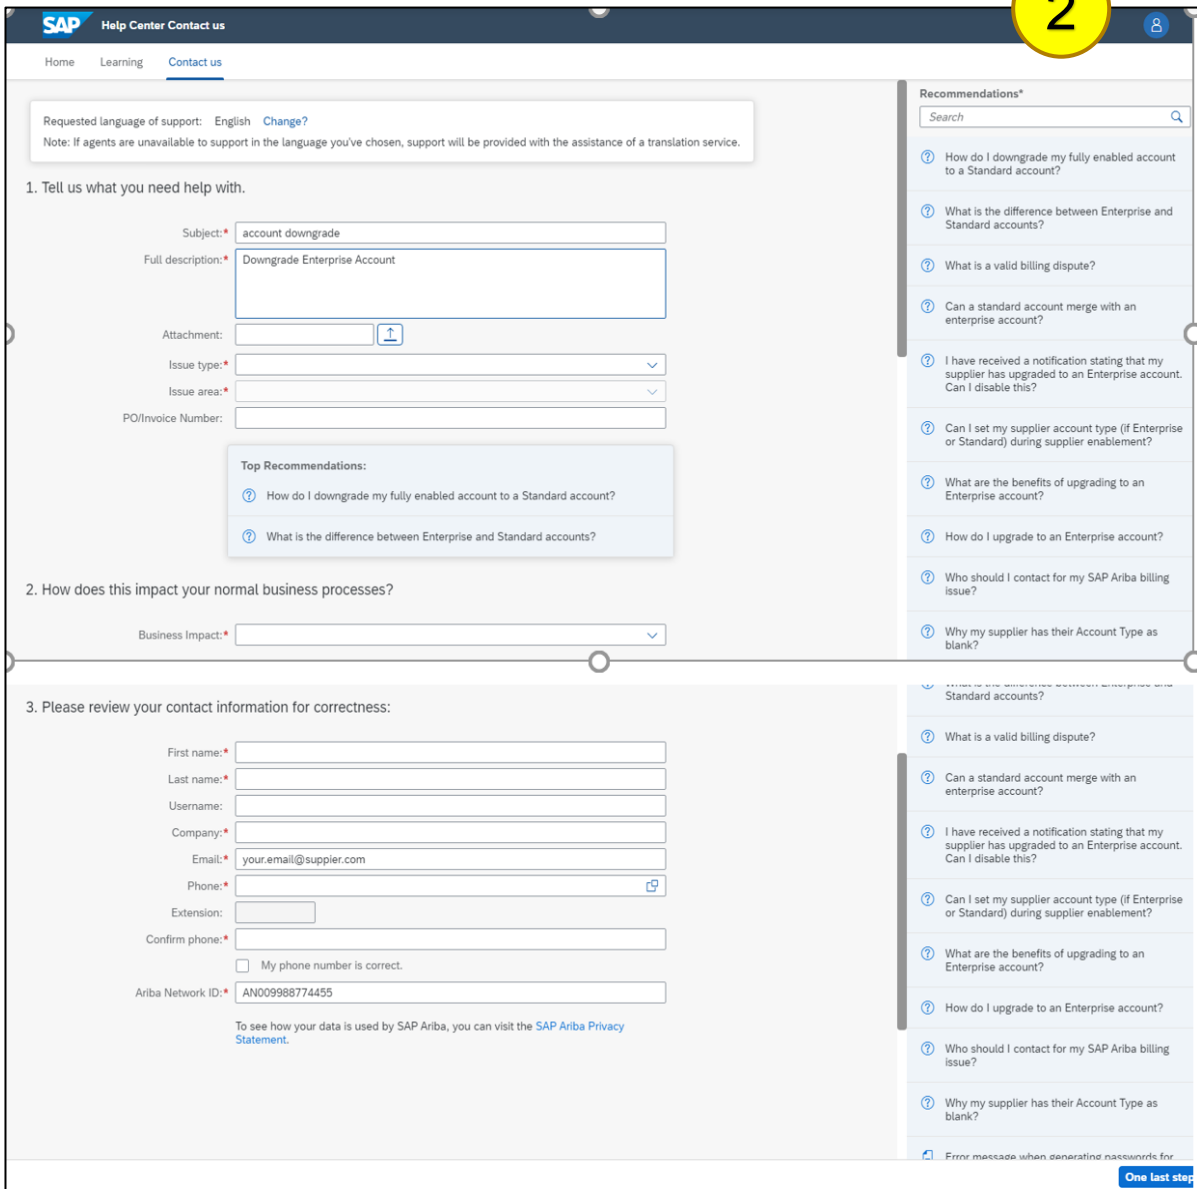 2
SAP Help Center Contact us
Home Learning Contact us
Requested language of support: English Change?
Note: If agents are unavailable to support in the language you've chosen, support will be provided with the assistance of a translation service.
1. Tell us what you need help with.
Subject:* account downgrade
Full description:* Downgrade Enterprise Account
Attachment:
Issue type:*
Issue area:*
PO/Invoice Number:
Top Recommendations:
How do I downgrade my fully enabled account to a Standard account?
What is the difference between Enterprise and Standard accounts?
2. How does this impact your normal business processes?
Business Impact:*
Recommendations*
Search
How do I downgrade my fully enabled account
to a Standard account?
What is the difference between Enterprise and
Standard accounts?
What is a valid billing dispute?
Can a standard account merge with an
enterprise account?
I have received a notification stating that my
supplier has upgraded to an Enterprise account.
Can I disable this?
Can I set my supplier account type (if Enterprise
or Standard) during supplier enablement?
What are the benefits of upgrading to an
Enterprise account?
How do I upgrade to an Enterprise account?
Who should I contact for my SAP Ariba billing
issue?
Why my supplier has their Account Type as
blank?
3. Please review your contact information for correctness:
First name:*
Last name:*
Username:
Company:*
Email:* your.email@suppier.com
Phone:*
Extension:
Confirm phone:*
My phone number is correct.
Ariba Network ID:* AN009988774455
To see how your data is used by SAP Ariba, you can visit the SAP Ariba Privacy
Statement.
What is the difference between Enterprise and
Standard accounts?
What is a valid billing dispute?
Can a standard account merge with an
enterprise account?
I have received a notification stating that my
supplier has upgraded to an Enterprise account.
Can I disable this?
Can I set my supplier account type (if Enterprise
or Standard) during supplier enablement?
What are the benefits of upgrading to an
Enterprise account?
How do I upgrade to an Enterprise account?
Who should I contact for my SAP Ariba billing
issue?
Why my supplier has their Account Type as
blank?
Error message when generating passwords for
One last step